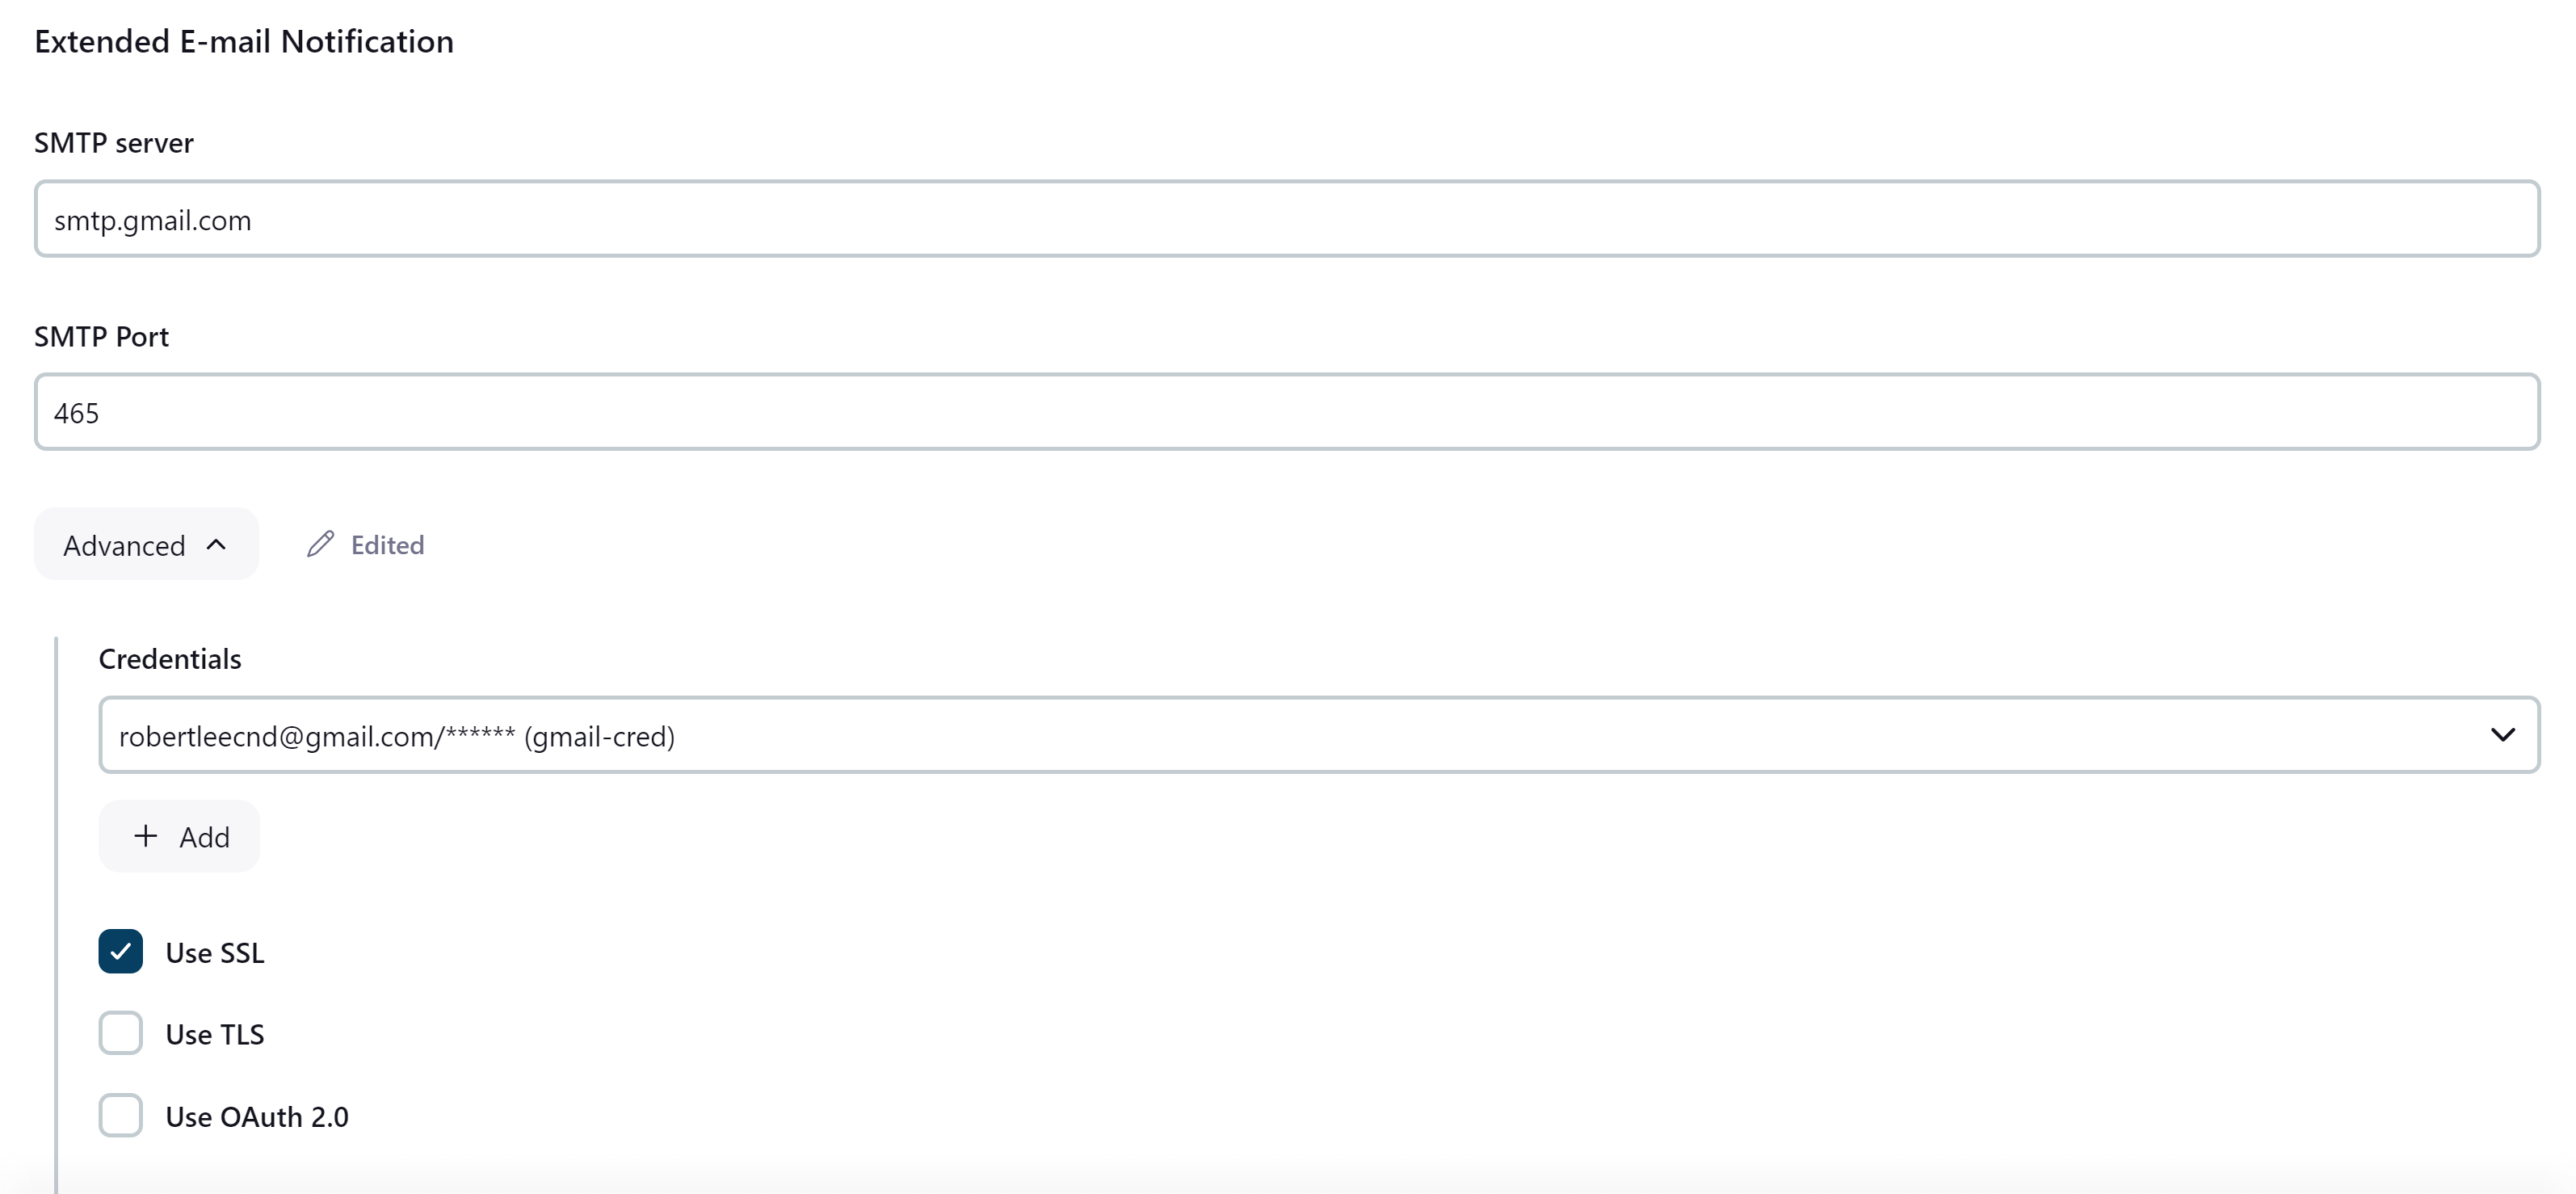 Extended E-mail Notification
SMTP server
smtp.gmail.com
SMTP Port
465
Advanced Edited
Credentials
robertleecnd@gmail.com/****** (gmail-cred)
+ Add
Use SSL
Use TLS
Use OAuth 2.0